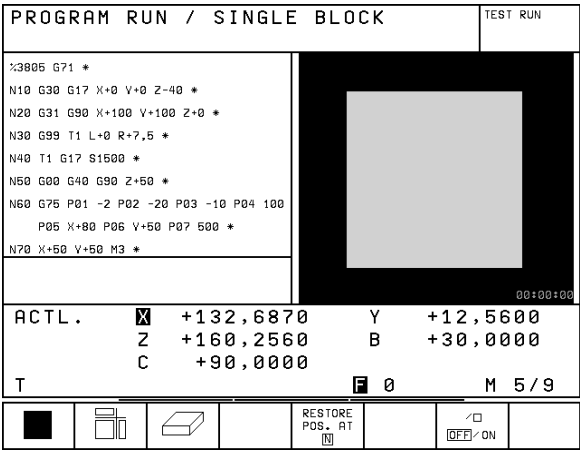 PROGRAM RUN / SINGLE BLOCK
TEST RUN
%3805 G71 *
N10 G30 G17 X+0 Y+0 Z-40 *
N20 G31 G90 X+100 Y+100 Z+0 *
N30 G99 T1 L+0 R+7,5 *
N40 T1 G17 S1500 *
N50 G00 G40 G90 Z+50 *
N60 G75 P01 -2 P02 -20 P03 -10 P04 100
P05 X+80 P06 Y+50 P07 500 *
N70 X+50 Y+50 M3 *
00:00:00
ACTL. X +132,6870 Y +12,5600
Z +160,2560 B +30,0000
C +90,0000
T F 0 M 5/9
RESTORE
POS. AT
N
/
OFF / ON